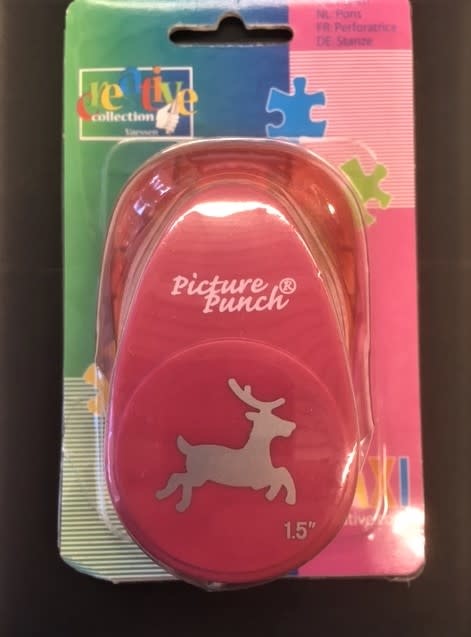 NL: Pons
FR: Perforatrice
DE: Stanze
creative
collection
Vaessen
Picture
Punch®
1.5"